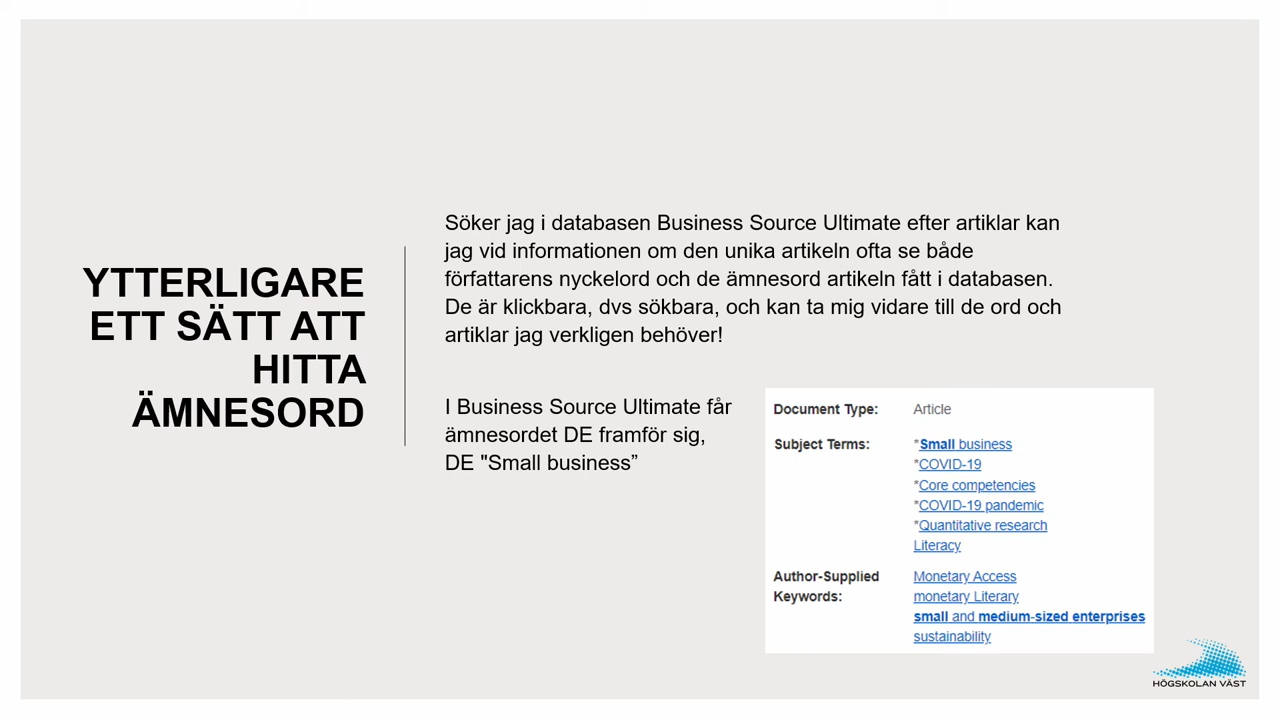 YTTERLIGARE
ETT SÄTT ATT
HITTA
ÄMNESORD
Söker jag i databasen Business Source Ultimate efter artiklar kan
jag vid informationen om den unika artikeln ofta se både
författarens nyckelord och de ämnesord artikeln fått i databasen.
De är klickbara, dvs sökbara, och kan ta mig vidare till de ord och
artiklar jag verkligen behöver!
I Business Source Ultimate får
ämnesordet DE framför sig,
DE "Small business”
Document Type: Article
Subject Terms: *Small business
*COVID-19
*Core competencies
*COVID-19 pandemic
*Quantitative research
Literacy
Author-Supplied Monetary Access
Keywords: monetary Literary
small and medium-sized enterprises
sustainability
HÖGSKOLAN VÄST